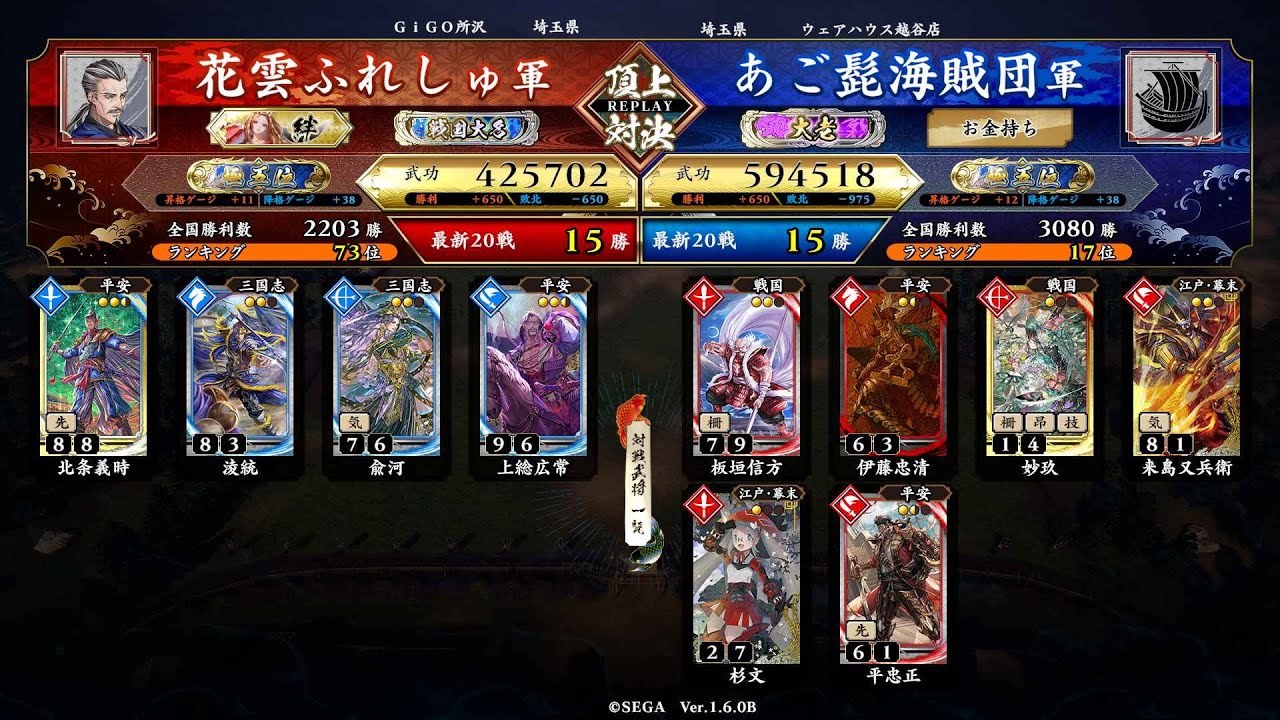 GiGO所沢 埼玉県
埼玉県 ウェアハウス越谷店
花雲ふれしゅ軍
頂上
REPLAY
対決
あご髭海賊団軍
絆
戦国大名
大老
お金持ち
極王位
昇格ゲージ +11 降格ゲージ +38
武功 425702
勝利 +650 敗北 -650
武功 594518
勝利 +650 敗北 -975
極王位
昇格ゲージ +12 降格ゲージ +38
全国勝利数 2203勝
ランキング 73位
最新20戦 15勝
最新20戦 15勝
全国勝利数 3080勝
ランキング 17位
平安
先
8 8
北条義時
三国志
8 3
淩統
三国志
気
7 6
兪河
平安
9 6
上総広常
対戦武将一覧
戦国
柵
7 9
板垣信方
平安
6 3
伊藤忠清
戦国
柵 昂 技
1 4
妙玖
江戸・幕末
気
8 1
来島又兵衛
江戸・幕末
2 7
杉文
平安
先
6 1
平忠正
©SEGA Ver.1.6.0B